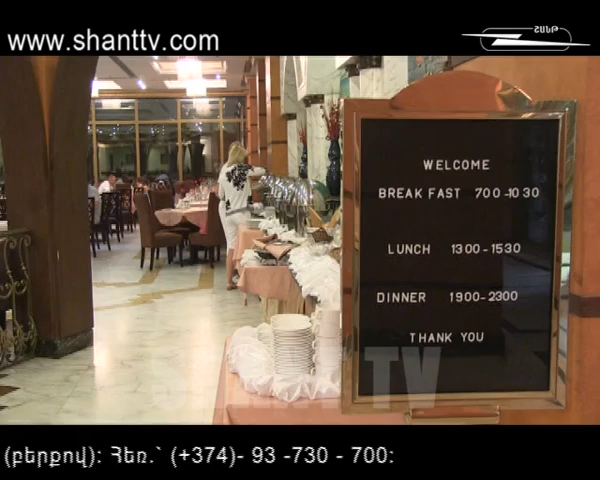 www.shanttv.com
ՇԱՆԹ
WELCOME
BREAK FAST 700-1030
LUNCH 1300-1530
DINNER 1900-2300
THANK YOU
SHANT TV
(բերքով): Հեռ.՝ (+374)- 93 -730 - 700: